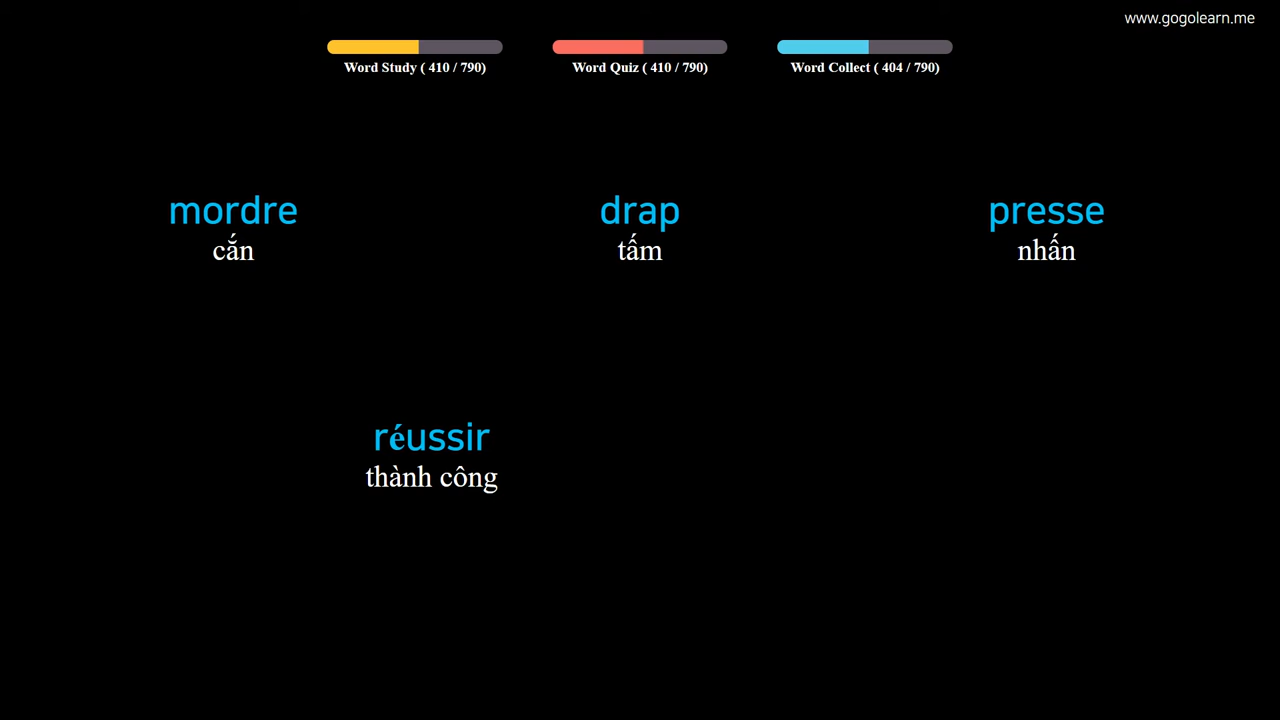 www.gogolearn.me
Word Study ( 410 / 790)
Word Quiz ( 410 / 790)
Word Collect ( 404 / 790)
mordre
cắn
drap
tấm
presse
nhấn
réussir
thành công